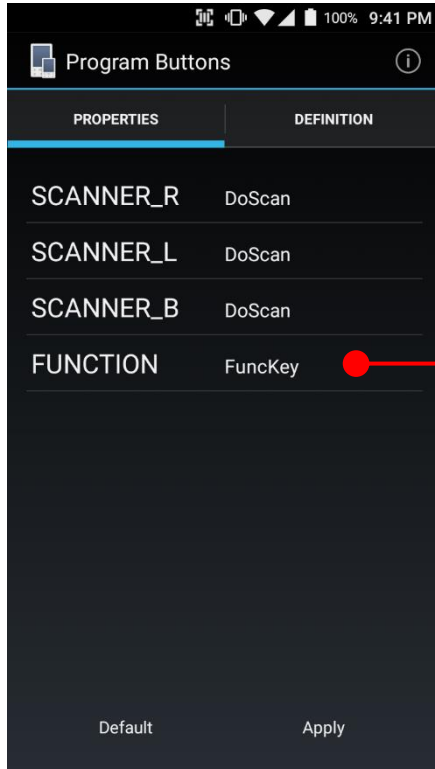 100% 9:41 PM
Program Buttons
PROPERTIES DEFINITION
SCANNER_R DoScan
SCANNER_L DoScan
SCANNER_B DoScan
FUNCTION FuncKey
Default Apply